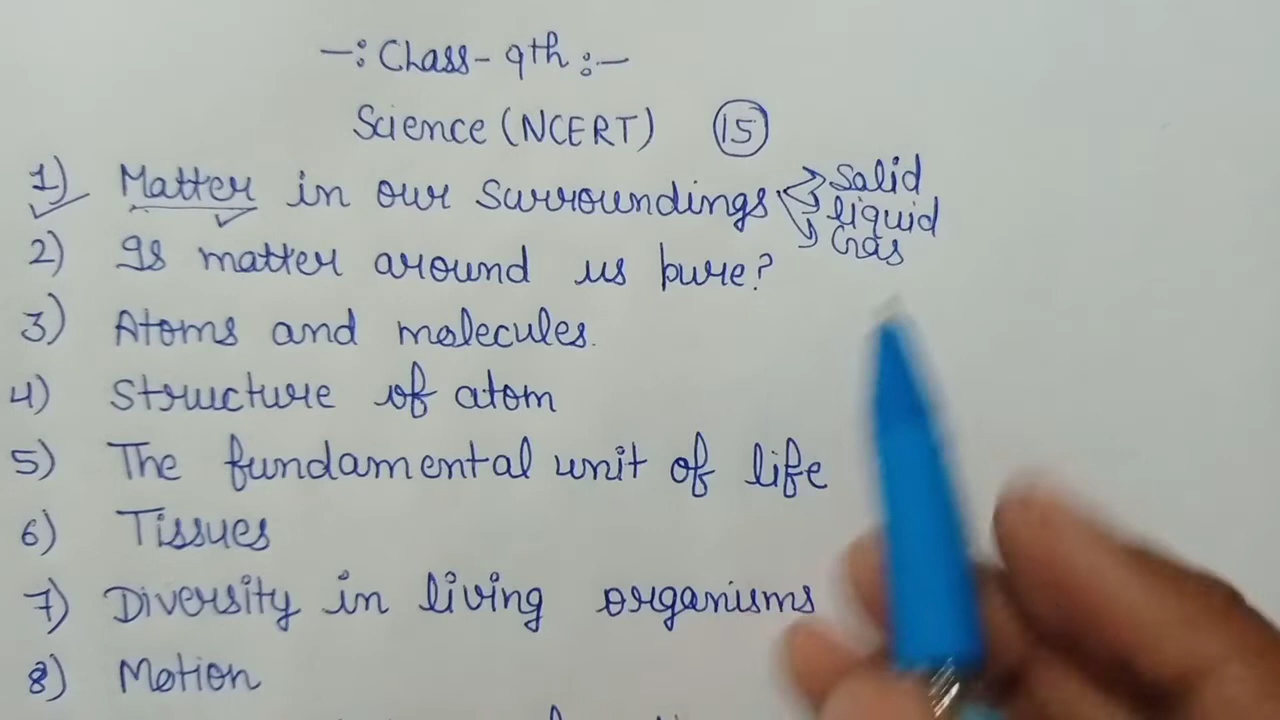 -: Class- 9th :-
Science (NCERT) 15
1) Matter in our surroundings
Solid
liquid
Gas
2) Is matter around us pure?
3) Atoms and molecules.
4) Structure of atom
5) The fundamental unit of life
6) Tissues
7) Diversity in living organisms
8) Motion